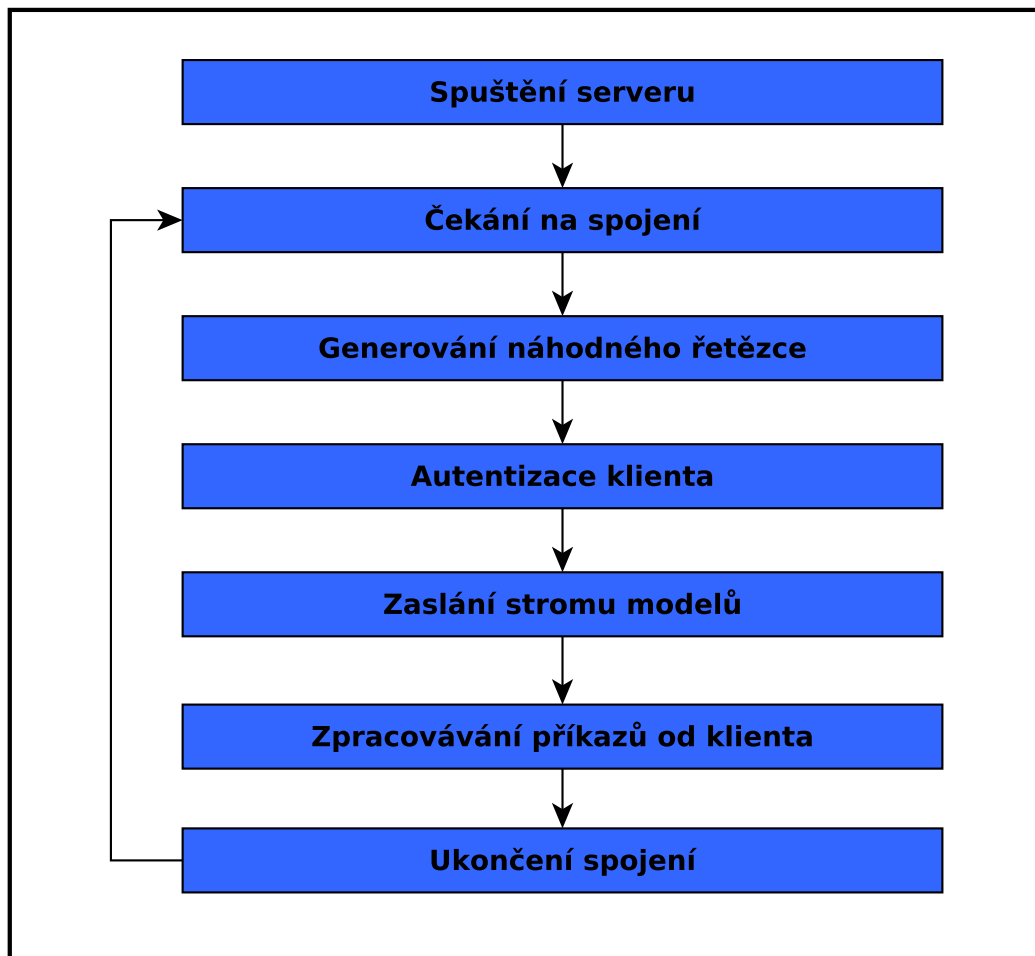 Spuštění serveru
Čekání na spojení
Generování náhodného řetězce
Autentizace klienta
Zaslání stromu modelů
Zpracovávání příkazů od klienta
Ukončení spojení